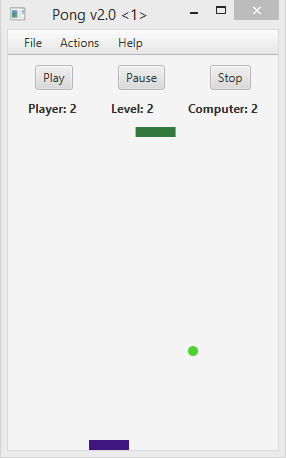 Pong v2.0 <1>
File Actions Help
Play Pause Stop
Player: 2 Level: 2 Computer: 2